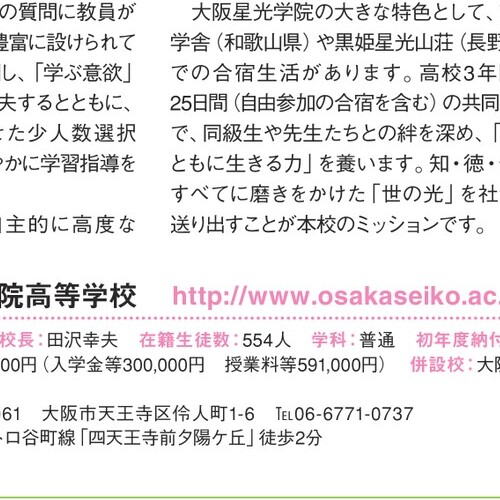 の質問に教員が
豊富に設けられて
し、「学ぶ意欲」
夫するとともに、
せた少人数選択
やかに学習指導を
自主的に高度な
大阪星光学院の大きな特色として、
学舎（和歌山県）や黒姫星光山荘（長野
での合宿生活があります。高校3年
25日間（自由参加の合宿を含む）の共同
で、同級生や先生たちとの絆を深め、「
ともに生きる力」を養います。知・徳・
すべてに磨きをかけた「世の光」を社
送り出すことが本校のミッションです。
院高等学校 http://www.osakaseiko.ac.
校長：田沢幸夫 在籍生徒数：554人 学科：普通 初年度納付
00円（入学金等300,000円 授業料等591,000円） 併設校：大阪
061 大阪市天王寺区伶人町1-6 ℡06-6771-0737
トロ谷町線「四天王寺前夕陽ケ丘」徒歩2分